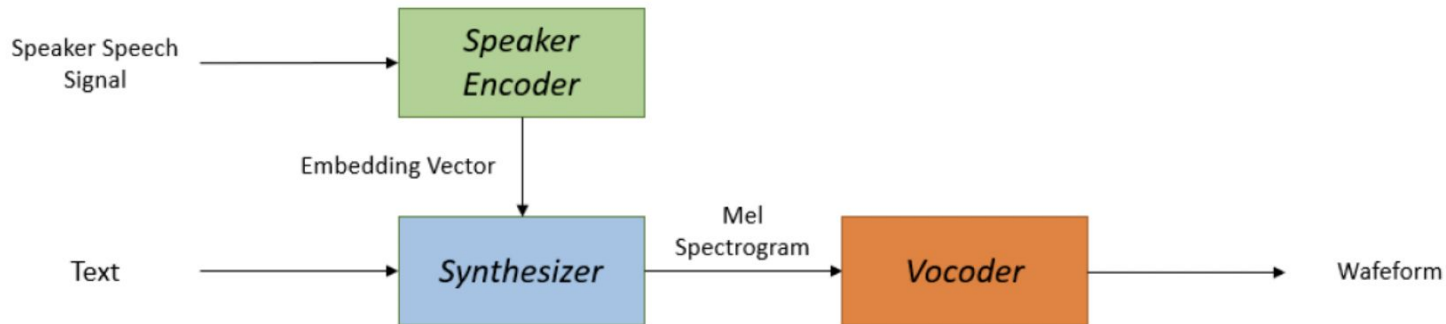 Speaker Speech
Signal
Speaker
Encoder
Embedding Vector
Text
Synthesizer
Mel
Spectrogram
Vocoder
Wafeform